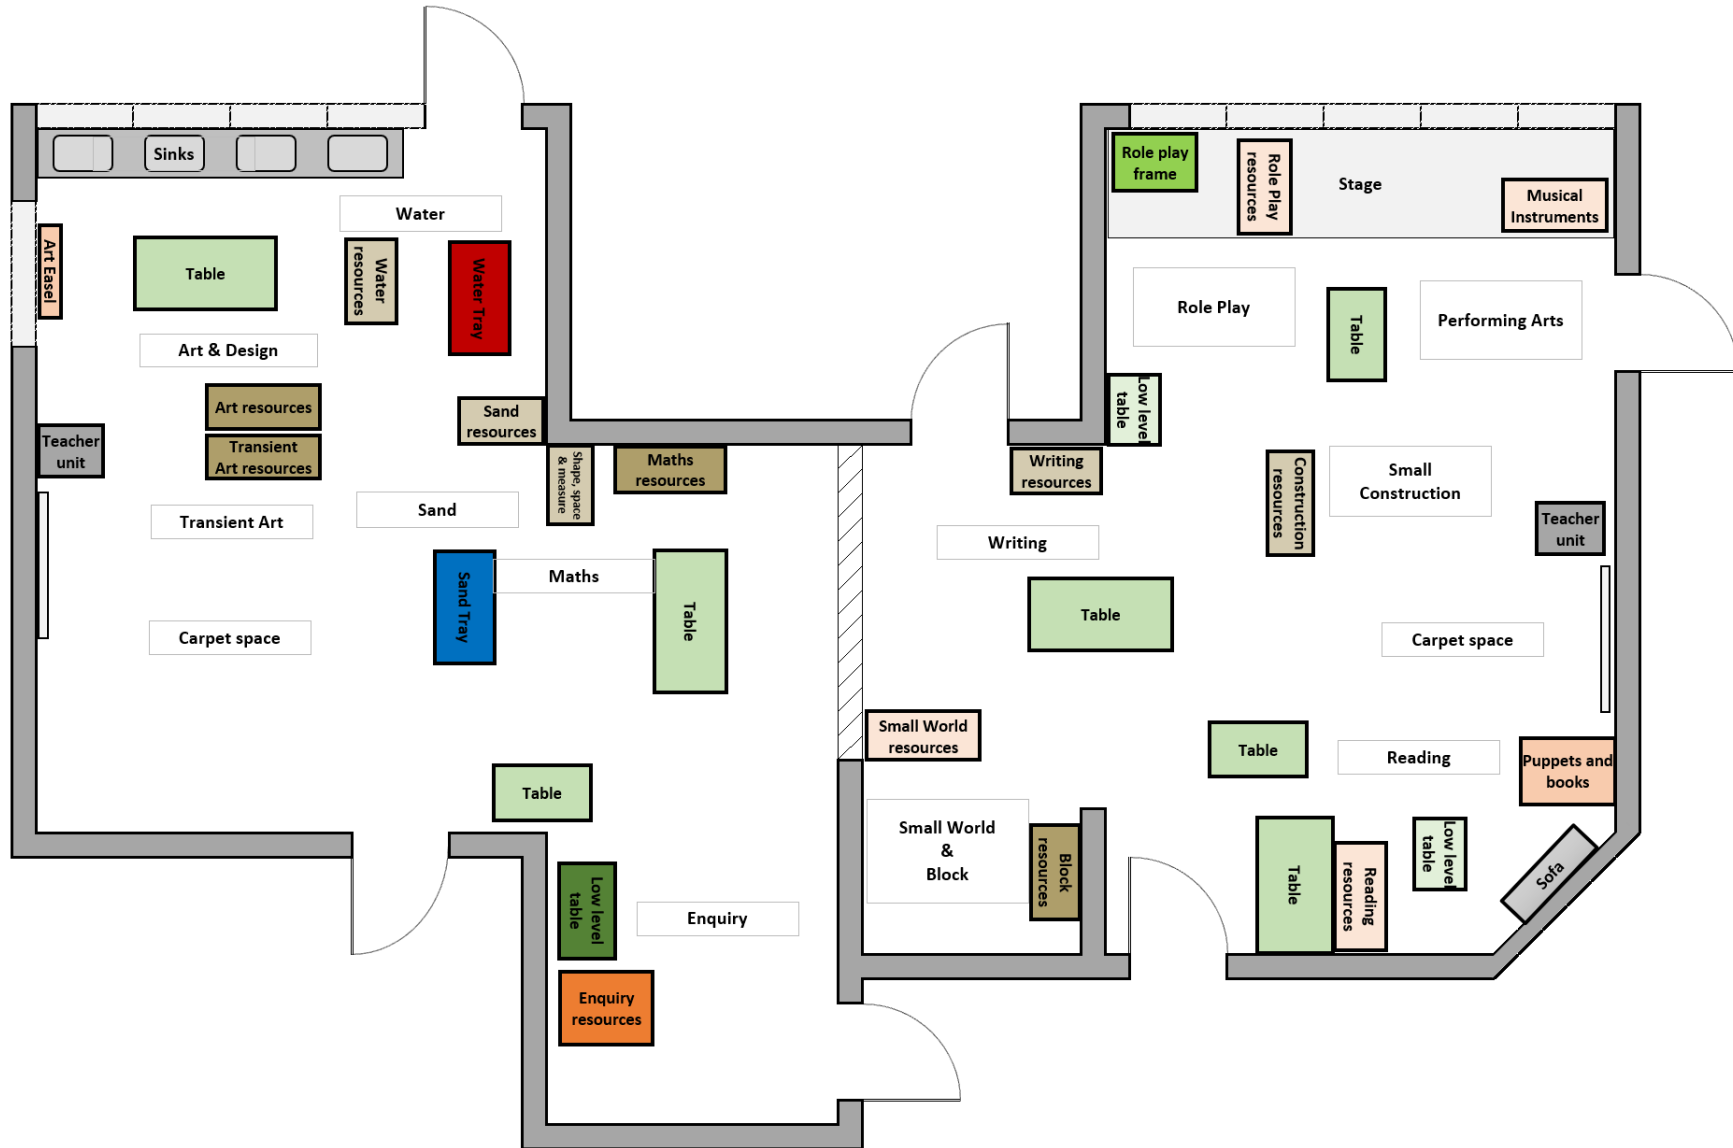 Sinks
Water
Art Easel
Table
Water
resources
Water Tray
Art & Design
Art resources
Transient
Art resources
Teacher
unit
Sand
resources
Shape, space
& measure
Maths
resources
Transient Art
Sand
Sand Tray
Maths
Table
Carpet space
Table
Low level
table
Enquiry
Enquiry
resources
Role play
frame
Role Play
resources
Stage
Musical
Instruments
Role Play
Table
Performing Arts
Low level
table
Writing
resources
Construction
resources
Small
Construction
Teacher
unit
Writing
Table
Carpet space
Small World
resources
Table
Reading
Puppets and
books
Small World
&
Block
Block
resources
Table
Reading
resources
Low level
table
Sofa